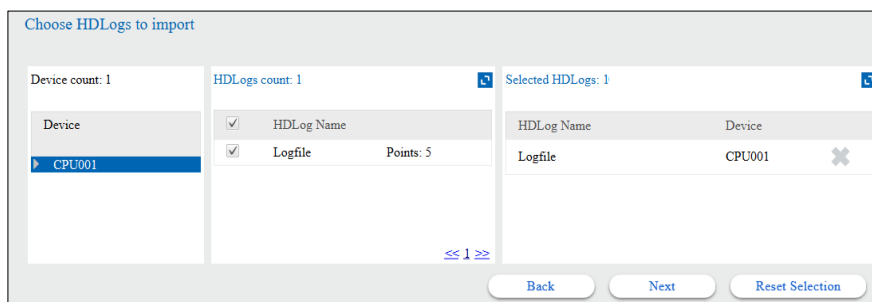 Choose HDLogs to import
Device count: 1
Device
CPU001
HDLogs count: 1
HDLog Name
Logfile Points: 5
<< 1 >>
Selected HDLogs: 1
HDLog Name Device
Logfile CPU001
Back Next Reset Selection